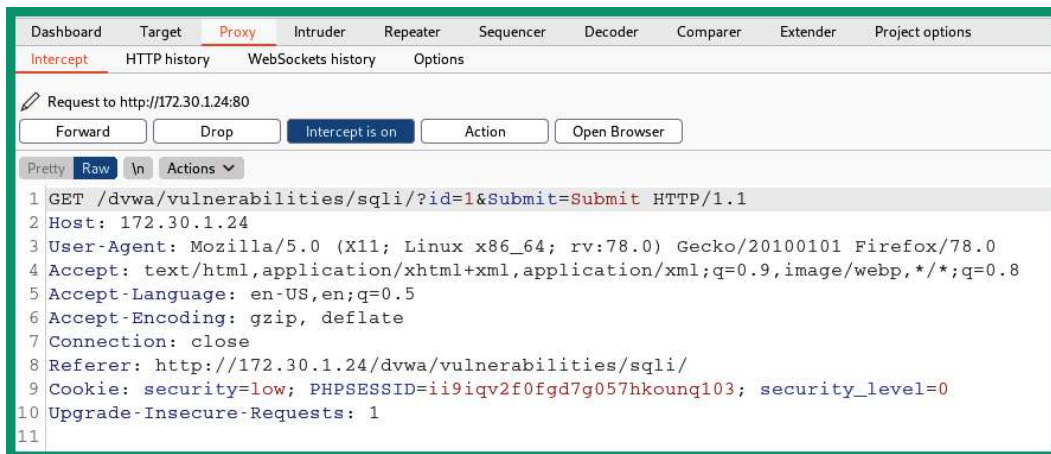 Dashboard Target Proxy Intruder Repeater Sequencer Decoder Comparer Extender Project options
Intercept HTTP history WebSockets history Options
Request to http://172.30.1.24:80
Forward Drop Intercept is on Action Open Browser
Pretty Raw \n Actions
1 GET /dvwa/vulnerabilities/sqli/?id=1&Submit=Submit HTTP/1.1
2 Host: 172.30.1.24
3 User-Agent: Mozilla/5.0 (X11; Linux x86_64; rv:78.0) Gecko/20100101 Firefox/78.0
4 Accept: text/html,application/xhtml+xml,application/xml;q=0.9,image/webp,*/*;q=0.8
5 Accept-Language: en-US,en;q=0.5
6 Accept-Encoding: gzip, deflate
7 Connection: close
8 Referer: http://172.30.1.24/dvwa/vulnerabilities/sqli/
9 Cookie: security=low; PHPSESSID=ii9iqv2f0fgd7g057hkounq103; security_level=0
10 Upgrade-Insecure-Requests: 1
11